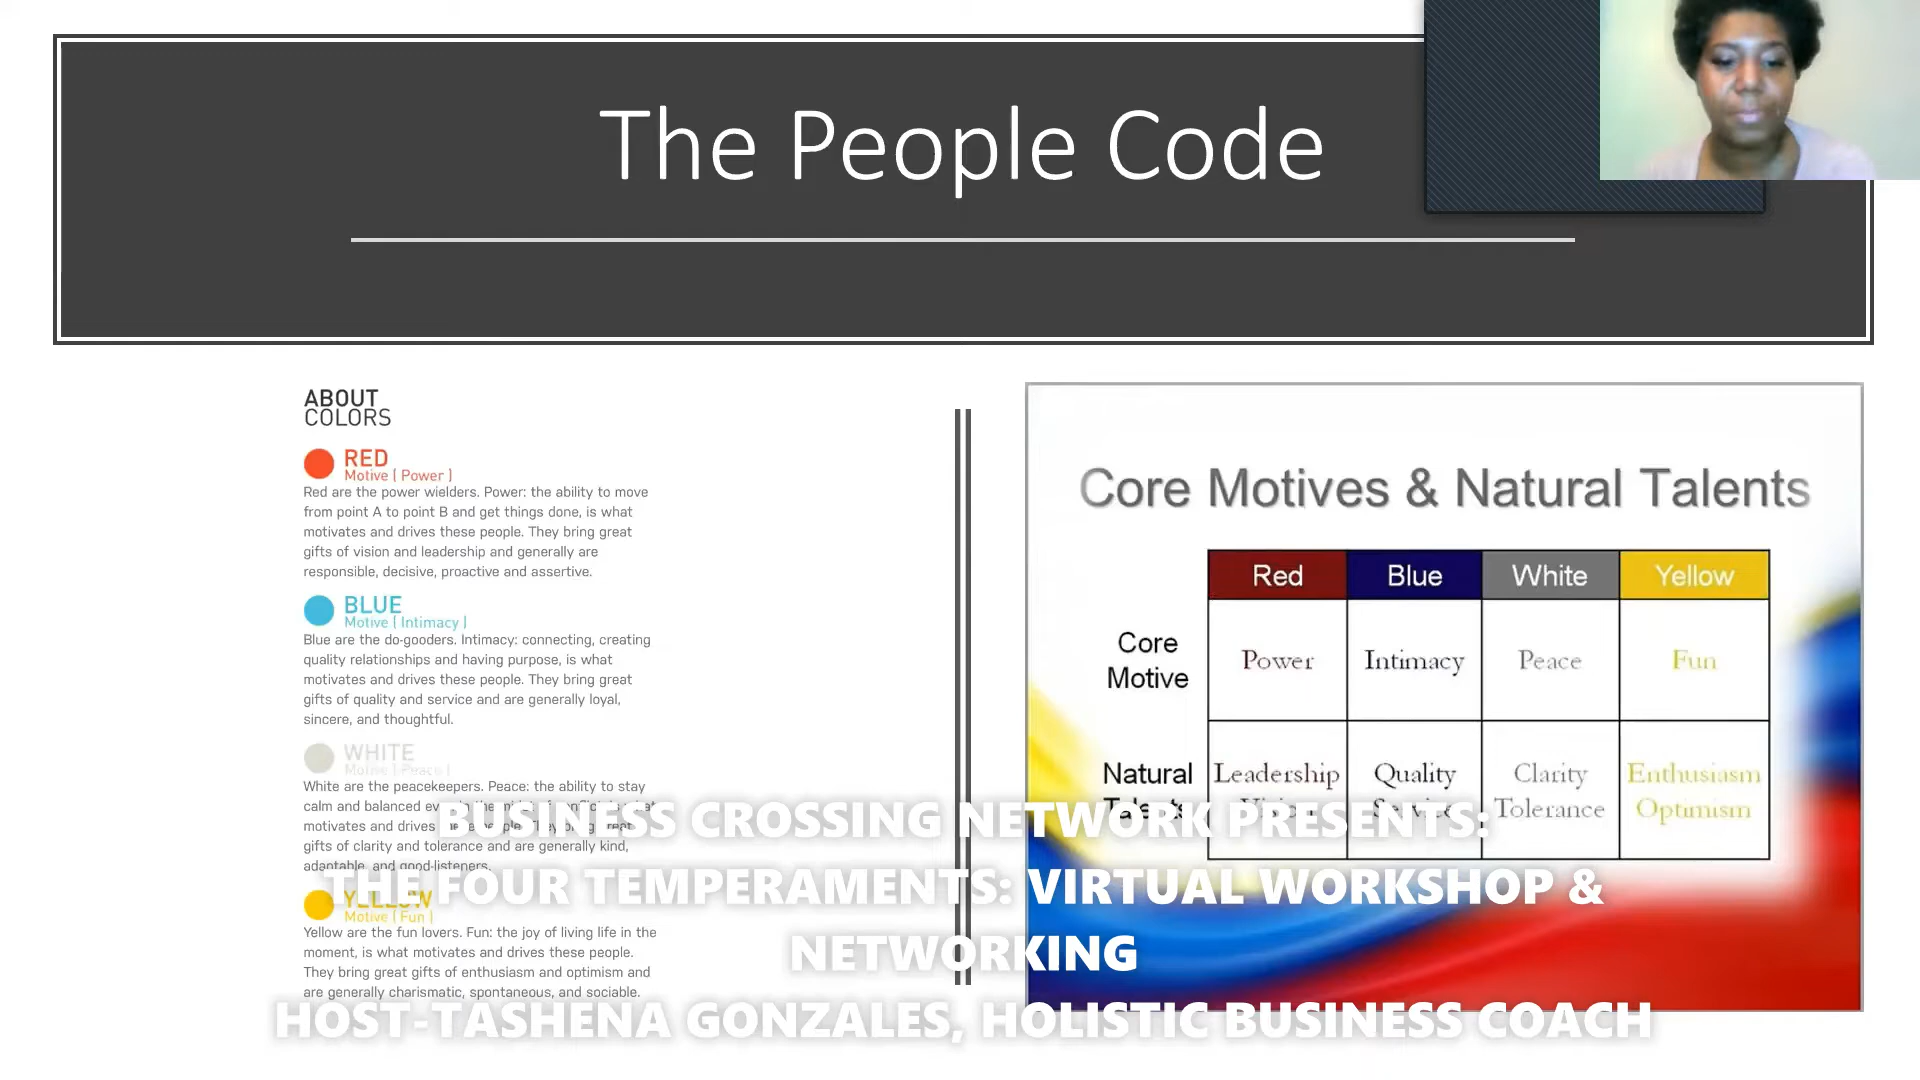 The People Code
ABOUT
COLORS
RED
Motive [ Power ]
Red are the power wielders. Power: the ability to move
from point A to point B and get things done, is what
motivates and drives these people. They bring great
gifts of vision and leadership and generally are
responsible, decisive, proactive and assertive.
BLUE
Motive [ Intimacy ]
Blue are the do-gooders. Intimacy: connecting, creating
quality relationships and having purpose, is what
motivates and drives these people. They bring great
gifts of quality and service and are generally loyal,
sincere, and thoughtful.
WHITE
Motive [ Peace ]
White are the peacekeepers. Peace: the ability to stay
calm and balanced even in the midst of conflict is what
motivates and drives these people. They bring great
gifts of clarity and tolerance and are generally kind,
adaptable, and good-listeners.
YELLOW
Motive [ Fun ]
Yellow are the fun lovers. Fun: the joy of living life in the
moment, is what motivates and drives these people.
They bring great gifts of enthusiasm and optimism and
are generally charismatic, spontaneous, and sociable.
Core Motives & Natural Talents
Red Blue White Yellow
Core
Motive
Power Intimacy Peace Fun
Natural
Talents
Leadership Quality Clarity Enthusiasm
Vision Service Tolerance Optimism
BUSINESS CROSSING NETWORK PRESENTS:
THE FOUR TEMPERAMENTS: VIRTUAL WORKSHOP &
NETWORKING
HOST-TASHENA GONZALES, HOLISTIC BUSINESS COACH